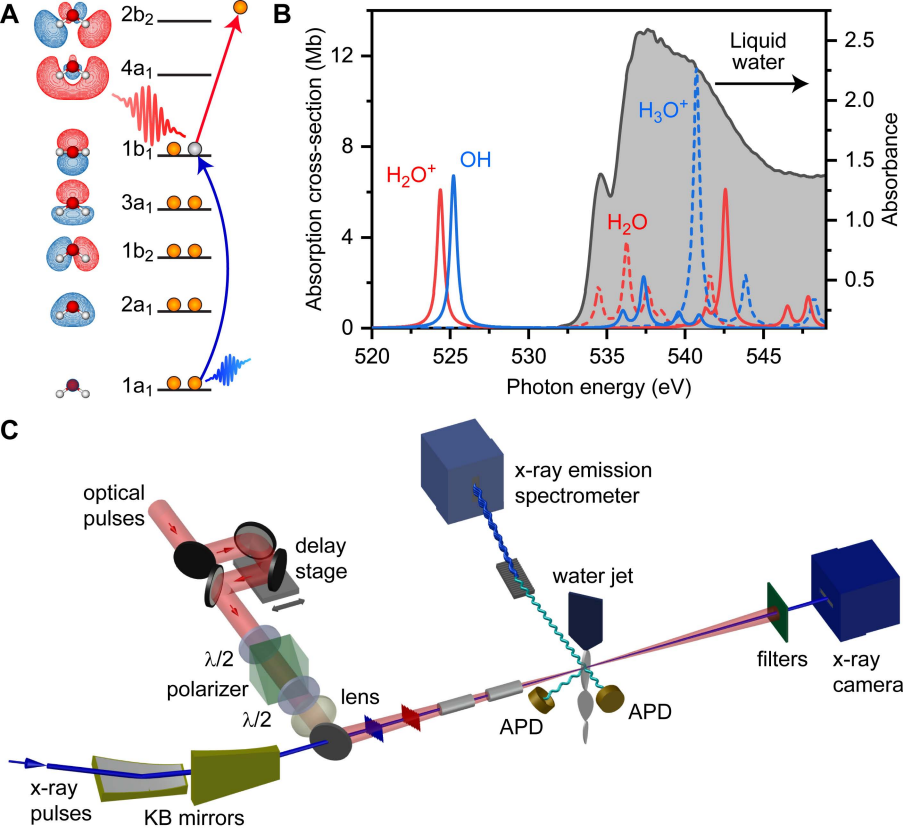 A
2b₂
4a₁
1b₁
3a₁
1b₂
2a₁
1a₁
B
Absorption cross-section (Mb)
12
8
4
0
520
525
530
535
540
545
Photon energy (eV)
2.5
2.0
1.5
1.0
0.5
Absorbance
Liquid
water
H₃O⁺
H₂O⁺
OH
H₂O
C
optical
pulses
delay
stage
x-ray emission
spectrometer
water jet
λ/2
polarizer
λ/2
lens
APD
APD
filters
x-ray
camera
x-ray
pulses
KB mirrors